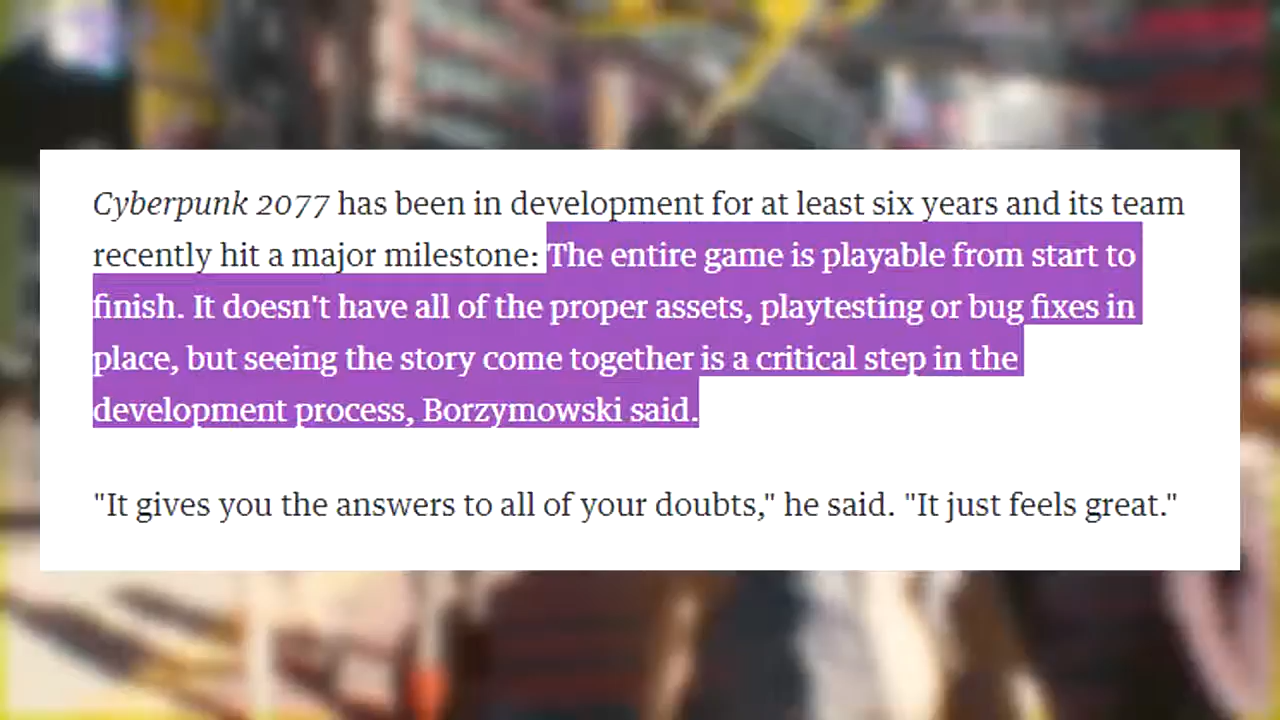 Cyberpunk 2077 has been in development for at least six years and its team
recently hit a major milestone: The entire game is playable from start to
finish. It doesn't have all of the proper assets, playtesting or bug fixes in
place, but seeing the story come together is a critical step in the
development process, Borzymowski said.
"It gives you the answers to all of your doubts," he said. "It just feels great."